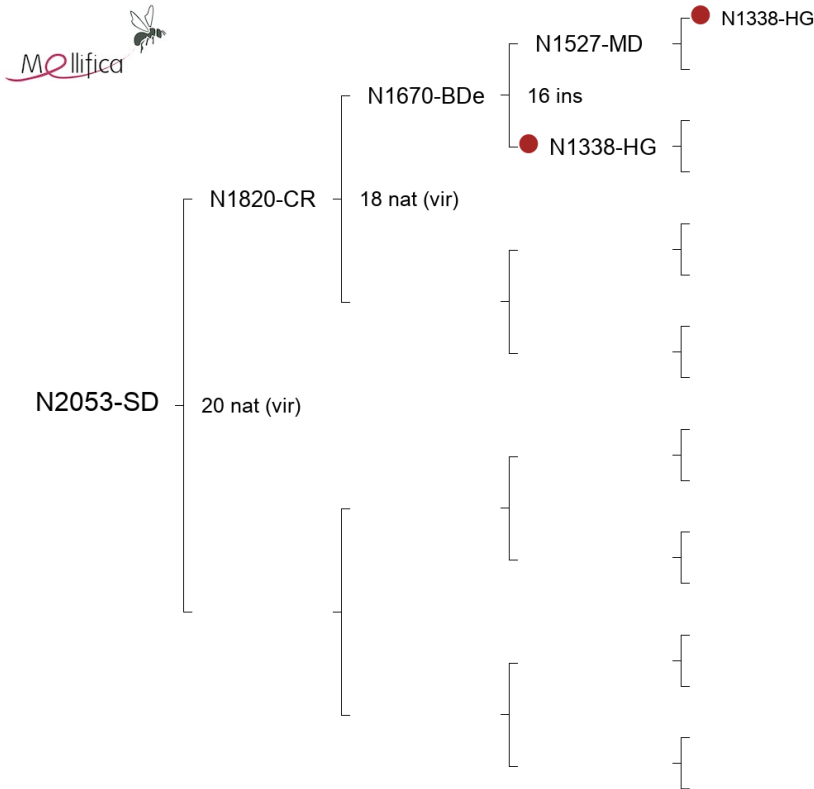 Mellifica
N1338-HG
N1527-MD
N1670-BDe
16 ins
N1338-HG
N1820-CR
18 nat (vir)
N2053-SD
20 nat (vir)